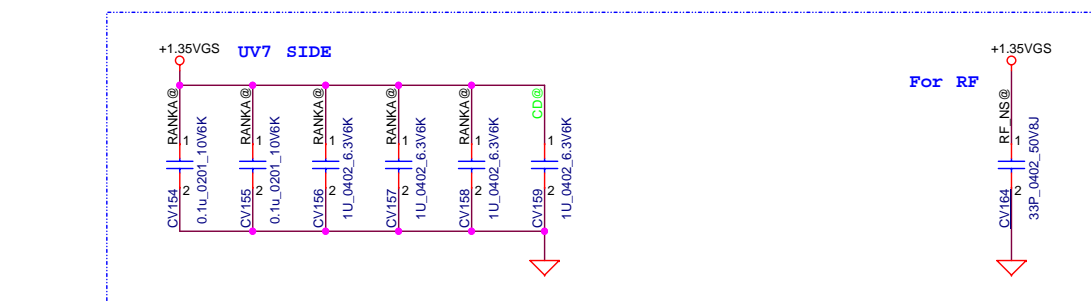 +1.35VGS
UV7 SIDE
+1.35VGS
For RF
RANKA@
1
2
CV154
0.1u_0201_10V6K
RANKA@
1
2
CV155
0.1u_0201_10V6K
RANKA@
1
2
CV156
1U_0402_6.3V6K
RANKA@
1
2
CV157
1U_0402_6.3V6K
RANKA@
1
2
CV158
1U_0402_6.3V6K
CD@
1
2
CV159
1U_0402_6.3V6K
RF_NS@
1
2
CV164
33P_0402_50V8J